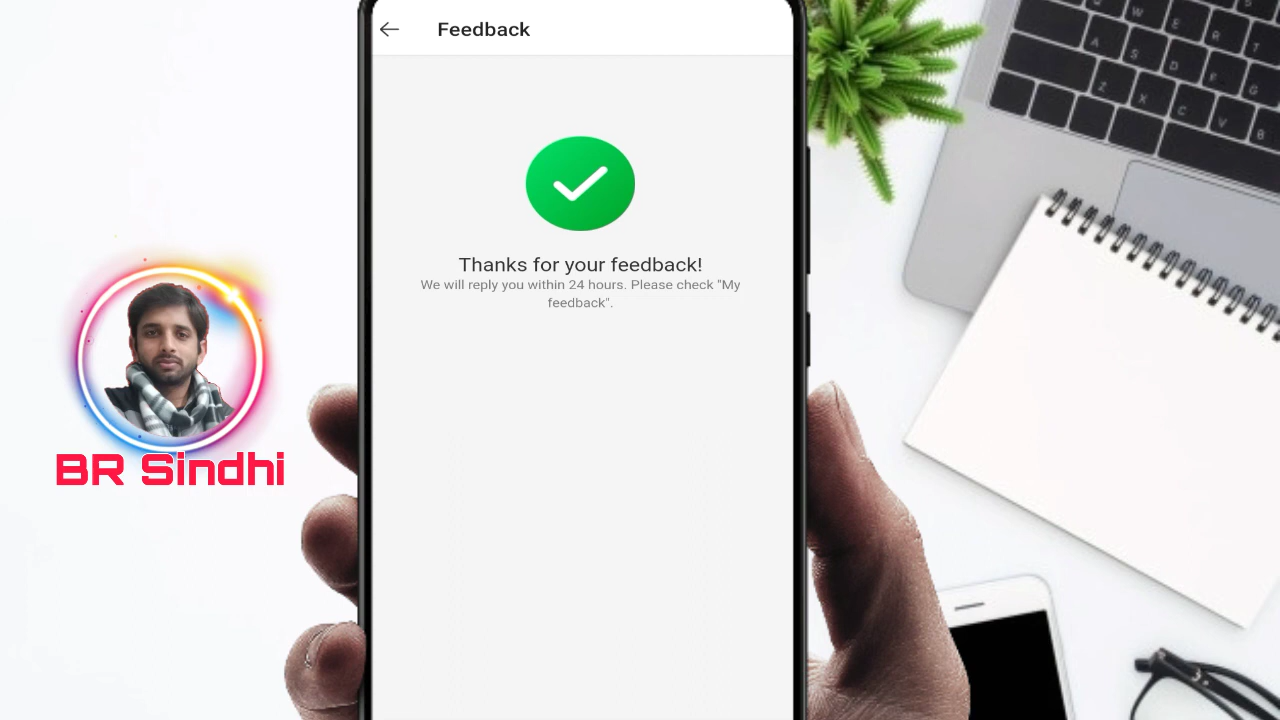 Feedback
Thanks for your feedback!
We will reply you within 24 hours. Please check "My
feedback".
BR Sindhi
Q W E R T
A S D F G
Z X C V B